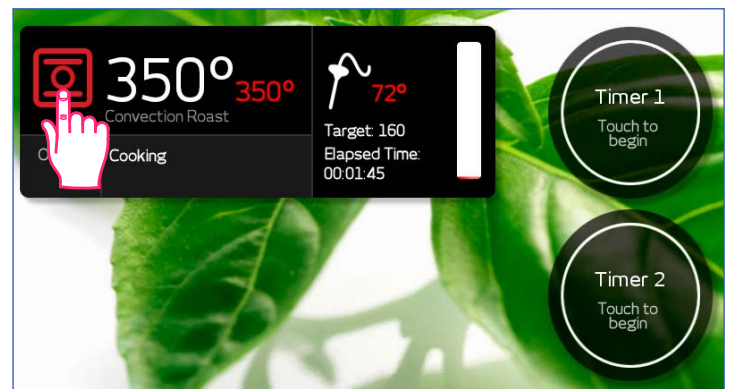 350° 350°
Convection Roast
Cooking
72°
Target: 160
Elapsed Time:
00:01:45
Timer 1
Touch to
begin
Timer 2
Touch to
begin